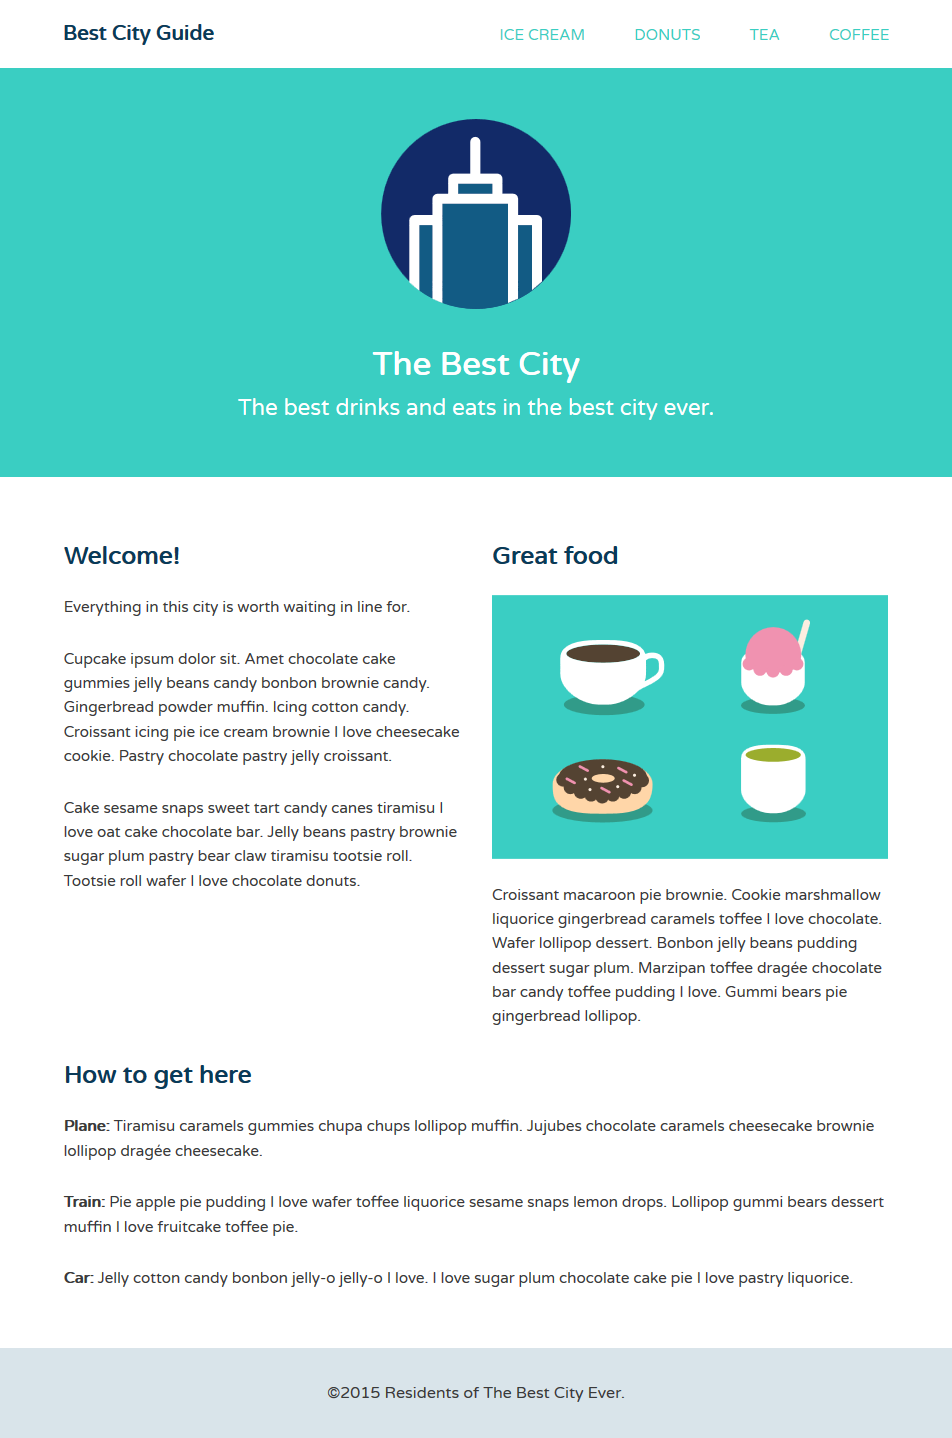 Best City Guide
ICE CREAM DONUTS TEA COFFEE
The Best City
The best drinks and eats in the best city ever.
Welcome!
Everything in this city is worth waiting in line for.
Cupcake ipsum dolor sit. Amet chocolate cake
gummies jelly beans candy bonbon brownie candy.
Gingerbread powder muffin. Icing cotton candy.
Croissant icing pie ice cream brownie I love cheesecake
cookie. Pastry chocolate pastry jelly croissant.
Cake sesame snaps sweet tart candy canes tiramisu I
love oat cake chocolate bar. Jelly beans pastry brownie
sugar plum pastry bear claw tiramisu tootsie roll.
Tootsie roll wafer I love chocolate donuts.
Great food
Croissant macaroon pie brownie. Cookie marshmallow
liquorice gingerbread caramels toffee I love chocolate.
Wafer lollipop dessert. Bonbon jelly beans pudding
dessert sugar plum. Marzipan toffee dragée chocolate
bar candy toffee pudding I love. Gummi bears pie
gingerbread lollipop.
How to get here
Plane: Tiramisu caramels gummies chupa chups lollipop muffin. Jujubes chocolate caramels cheesecake brownie
lollipop dragée cheesecake.
Train: Pie apple pie pudding I love wafer toffee liquorice sesame snaps lemon drops. Lollipop gummi bears dessert
muffin I love fruitcake toffee pie.
Car: Jelly cotton candy bonbon jelly-o jelly-o I love. I love sugar plum chocolate cake pie I love pastry liquorice.
©2015 Residents of The Best City Ever.